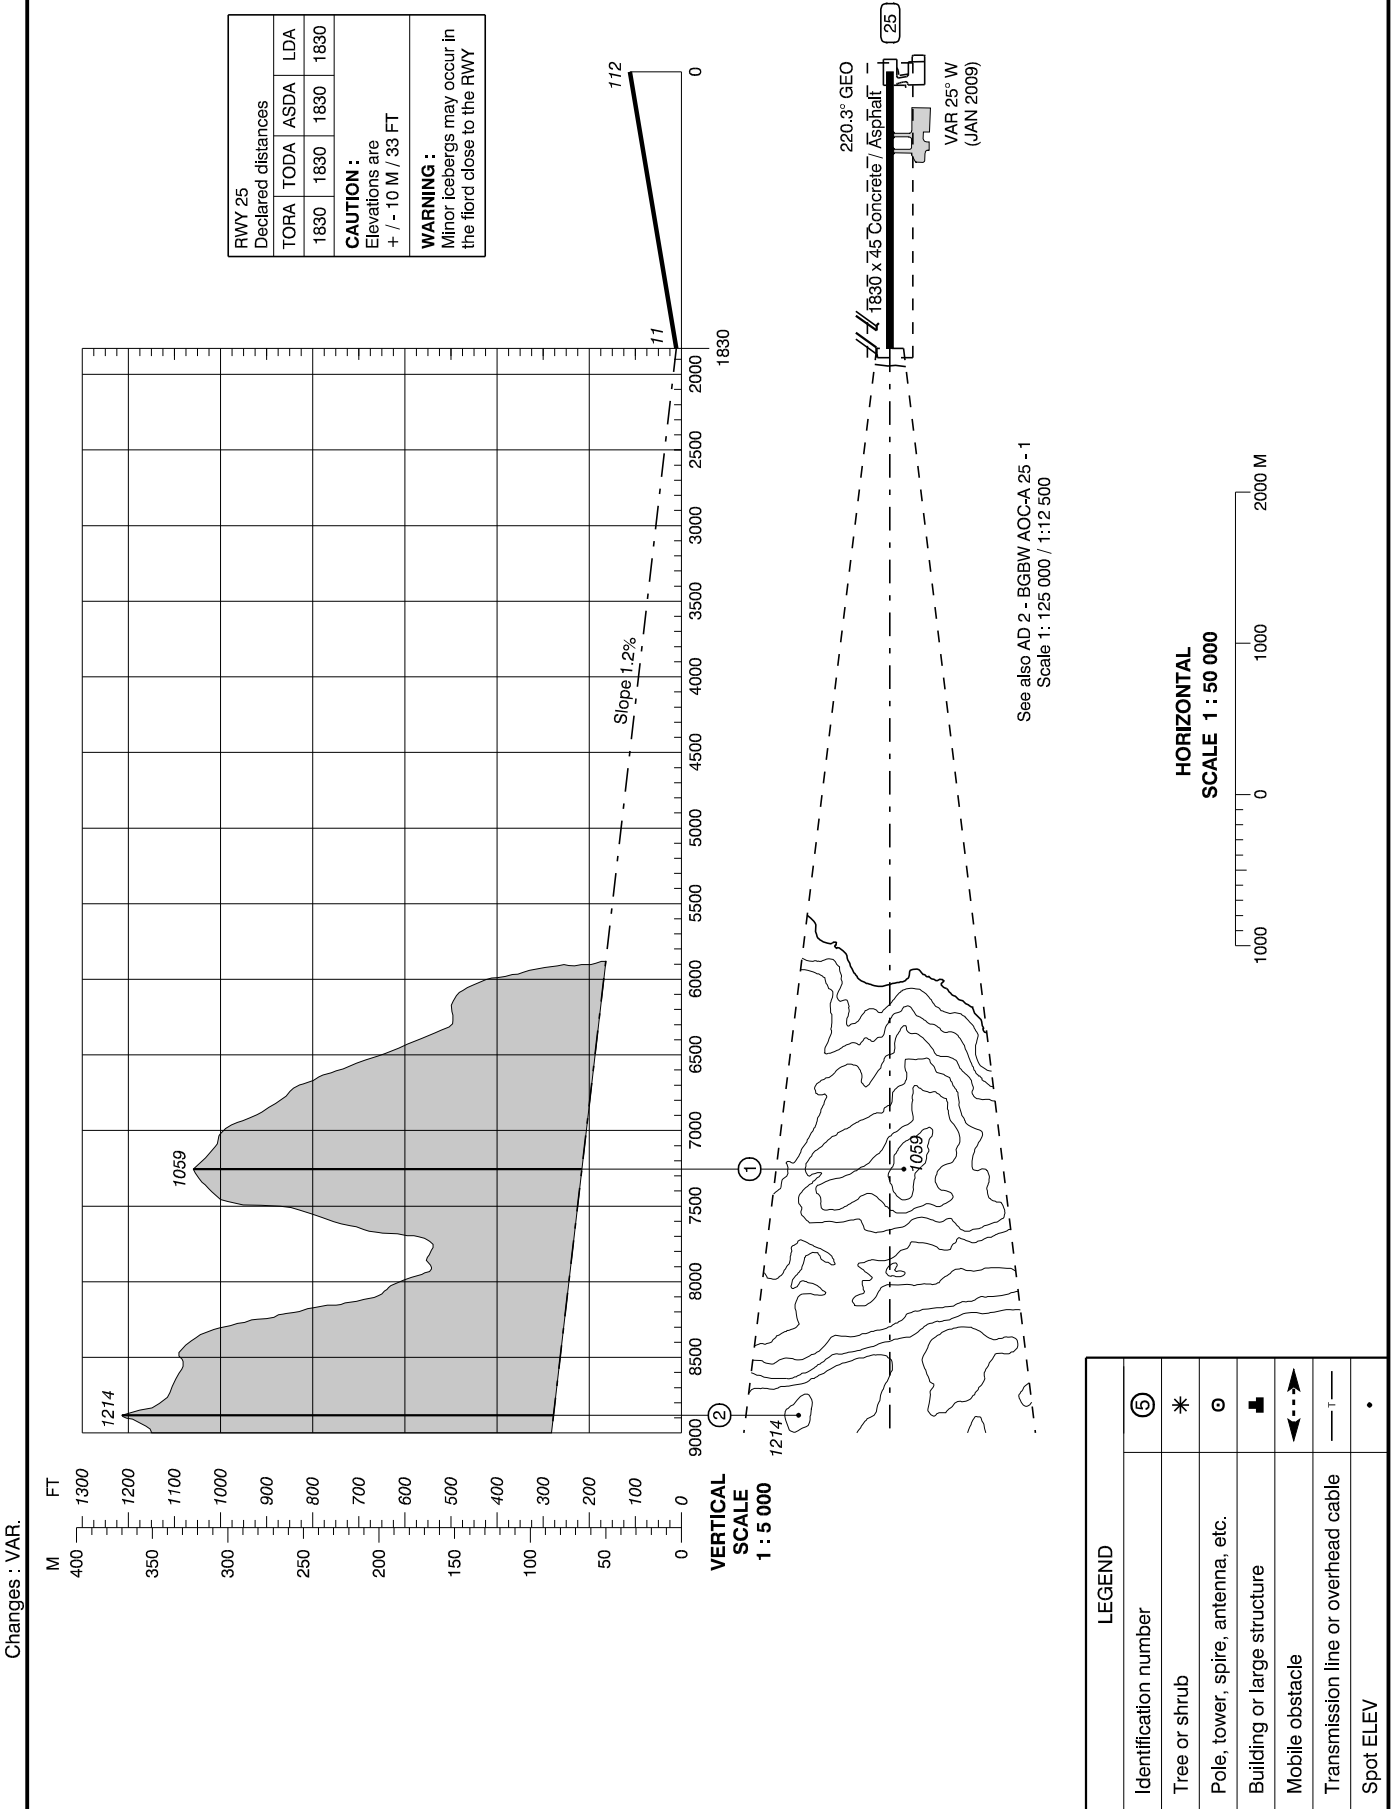 Changes : VAR.
M
FT
400
350
300
250
200
150
100
50
0
1300
1200
1100
1000
900
800
700
600
500
400
300
200
100
0
VERTICAL
SCALE
1 : 5 000
1214
1059
Slope 1.2%
11
112
9000
8500
8000
7500
7000
6500
6000
5500
5000
4500
4000
3500
3000
2500
2000
1830
0
RWY 25
Declared distances
TORA TODA ASDA LDA
1830 1830 1830 1830
CAUTION :
Elevations are
+ / - 10 M / 33 FT
WARNING :
Minor icebergs may occur in
the fiord close to the RWY
2
1
1214
1059
1830 x 45 Concrete / Asphalt
220.3° GEO
25
VAR 25° W
(JAN 2009)
See also AD 2 - BGBW AOC-A 25 - 1
Scale 1: 125 000 / 1:12 500
HORIZONTAL
SCALE 1 : 50 000
1000
0
1000
2000 M
LEGEND
Identification number 5
Tree or shrub
Pole, tower, spire, antenna, etc.
Building or large structure
Mobile obstacle
Transmission line or overhead cable T
Spot ELEV